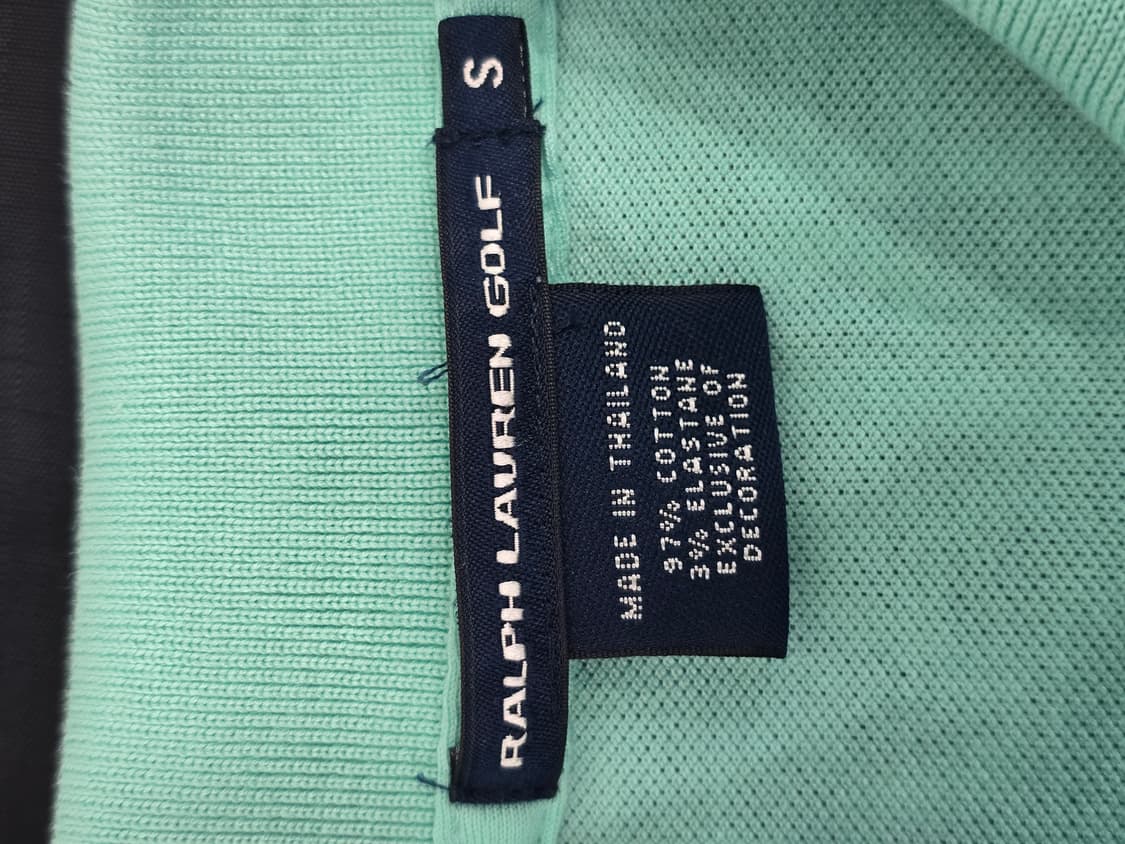 RALPH LAUREN GOLF
S
MADE IN THAILAND
97% COTTON
3% ELASTANE
EXCLUSIVE OF
DECORATION